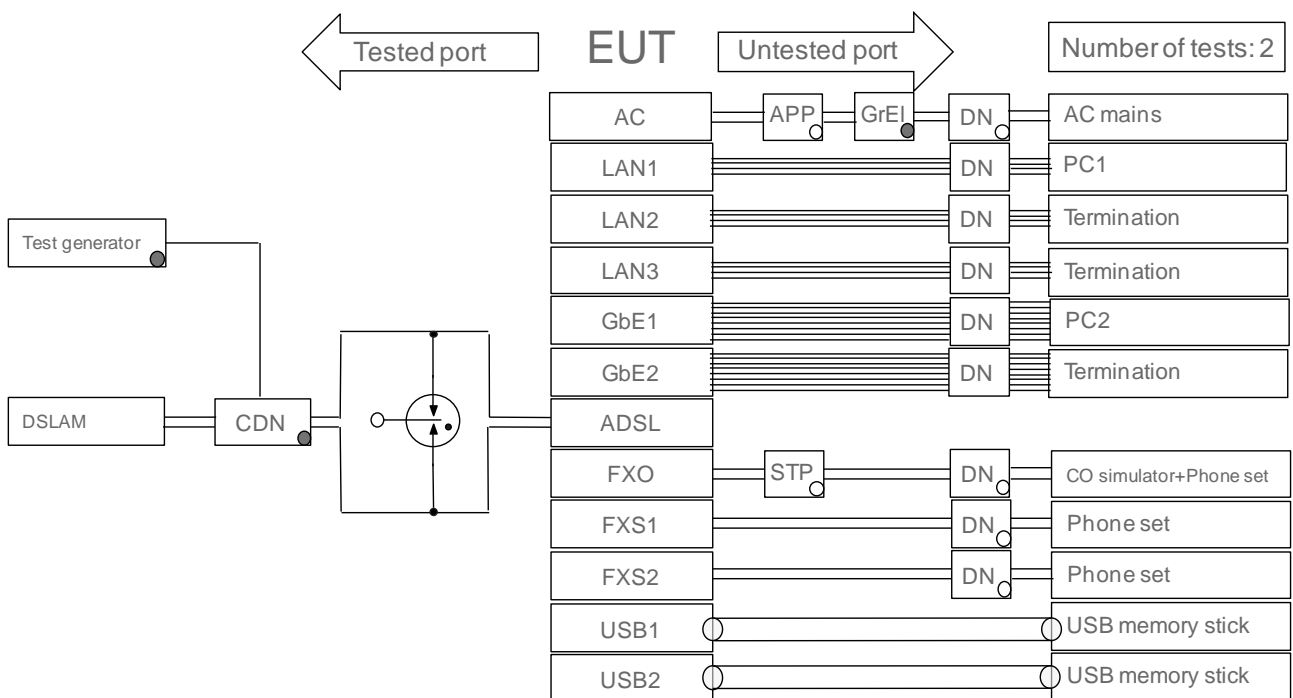 Tested port
EUT
Untested port
Number of tests: 2
AC
APP
GrEI
DN
AC mains
LAN1
DN
PC1
LAN2
DN
Termination
Test generator
LAN3
DN
Termination
GbE1
DN
PC2
GbE2
DN
Termination
DSLAM
CDN
ADSL
FXO
STP
DN
CO simulator+Phone set
FXS1
DN
Phone set
FXS2
DN
Phone set
USB1
USB memory stick
USB2
USB memory stick